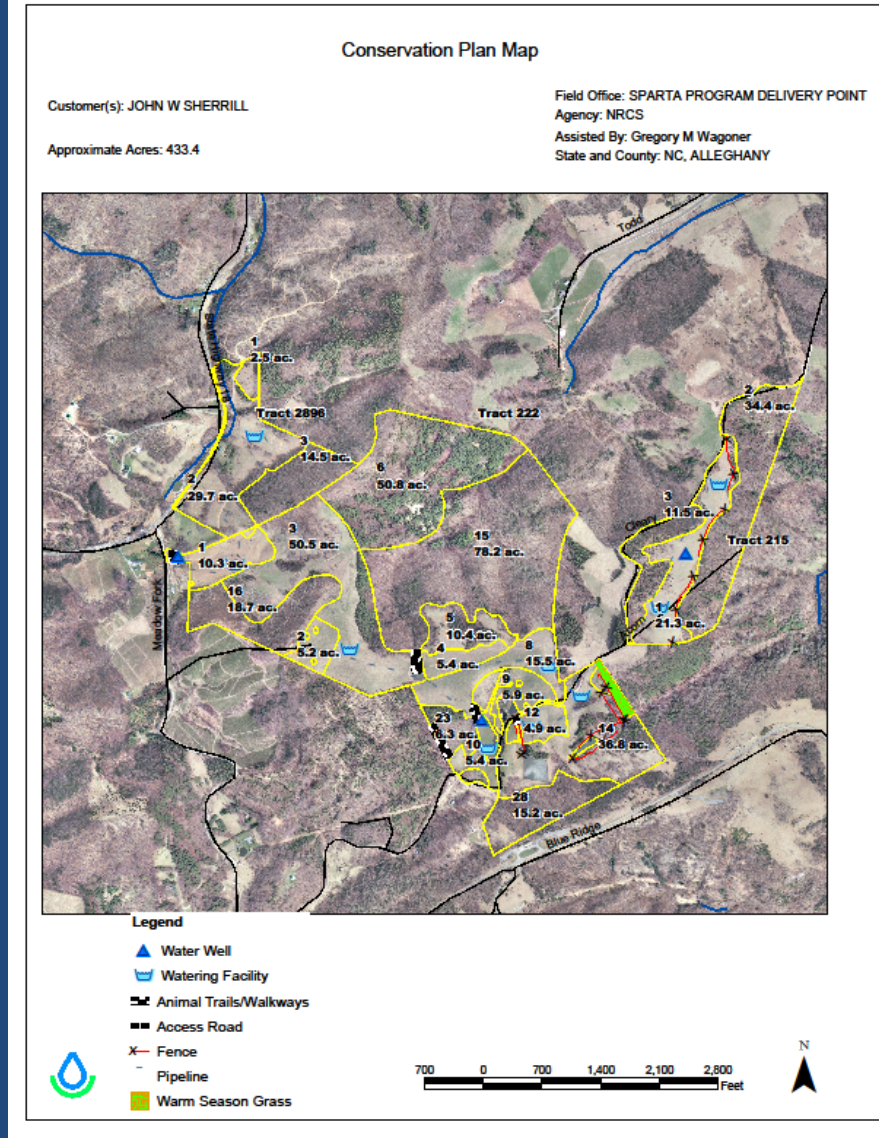 Conservation Plan Map
Customer(s): JOHN W SHERRILL
Field Office: SPARTA PROGRAM DELIVERY POINT
Agency: NRCS
Assisted By: Gregory M Wagoner
Approximate Acres: 433.4
State and County: NC, ALLEGHANY
Todd
1
2.5 ac.
Tract 2896
Tract 222
2
34.4 ac.
3
14.5 ac.
6
50.8 ac.
2
29.7 ac.
3
11.5 ac.
3
50.5 ac.
15
78.2 ac.
Tract 215
1
10.3 ac.
16
18.7 ac.
Meadow Fork
5
10.4 ac.
1
21.3 ac.
2
5.2 ac.
4
5.4 ac.
8
15.5 ac.
9
5.9 ac.
12
4.9 ac.
23
6.3 ac.
10
5.4 ac.
14
36.8 ac.
28
15.2 ac.
Blue Ridge
Legend
Water Well
Watering Facility
Animal Trails/Walkways
Access Road
Fence
Pipeline
Warm Season Grass
700 0 700 1,400 2,100 2,800
Feet
N